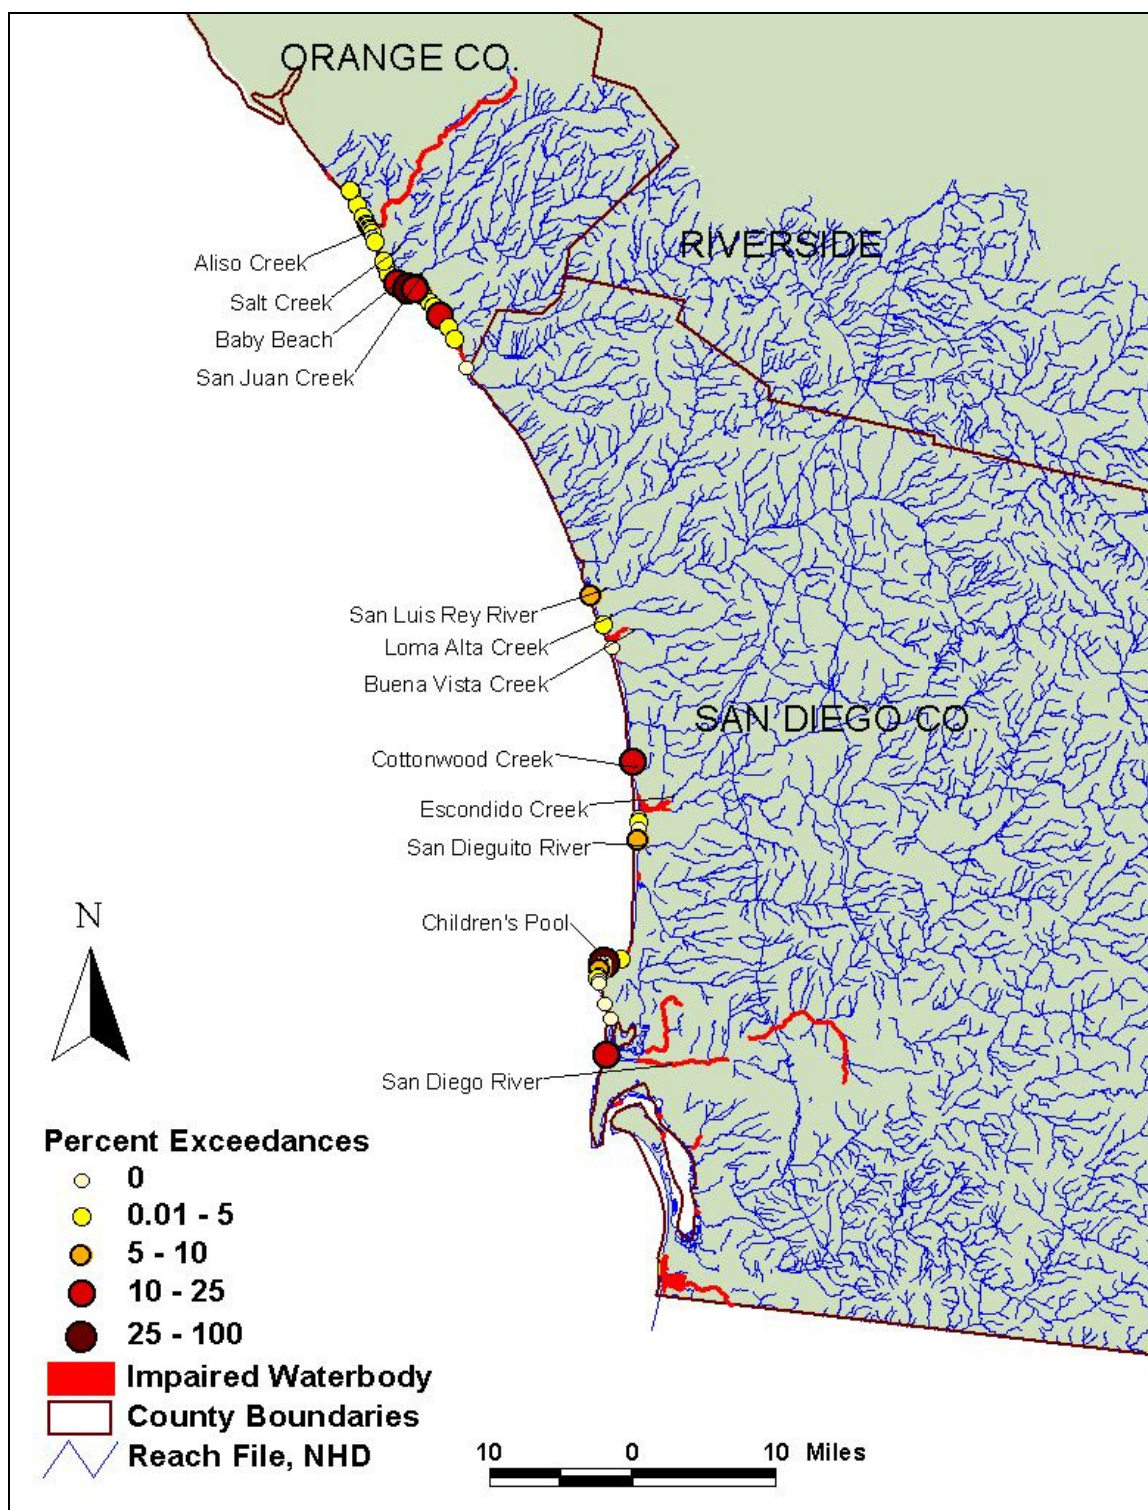 ORANGE CO.
RIVERSIDE
Aliso Creek
Salt Creek
Baby Beach
San Juan Creek
San Luis Rey River
Loma Alta Creek
Buena Vista Creek
SAN DIEGO CO.
Cottonwood Creek
Escondido Creek
San Dieguito River
Children's Pool
N
San Diego River
Percent Exceedances
0
0.01 - 5
5 - 10
10 - 25
25 - 100
Impaired Waterbody
County Boundaries
Reach File, NHD
10 0 10 Miles